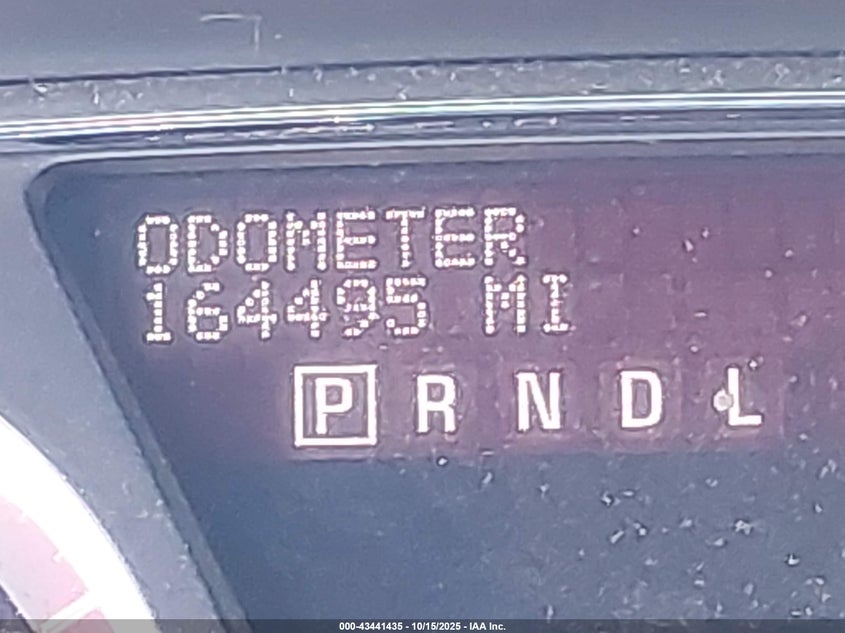 ODOMETER
164495 MI
P R N D L
000-43441435 - 10/15/2025 - IAA Inc.